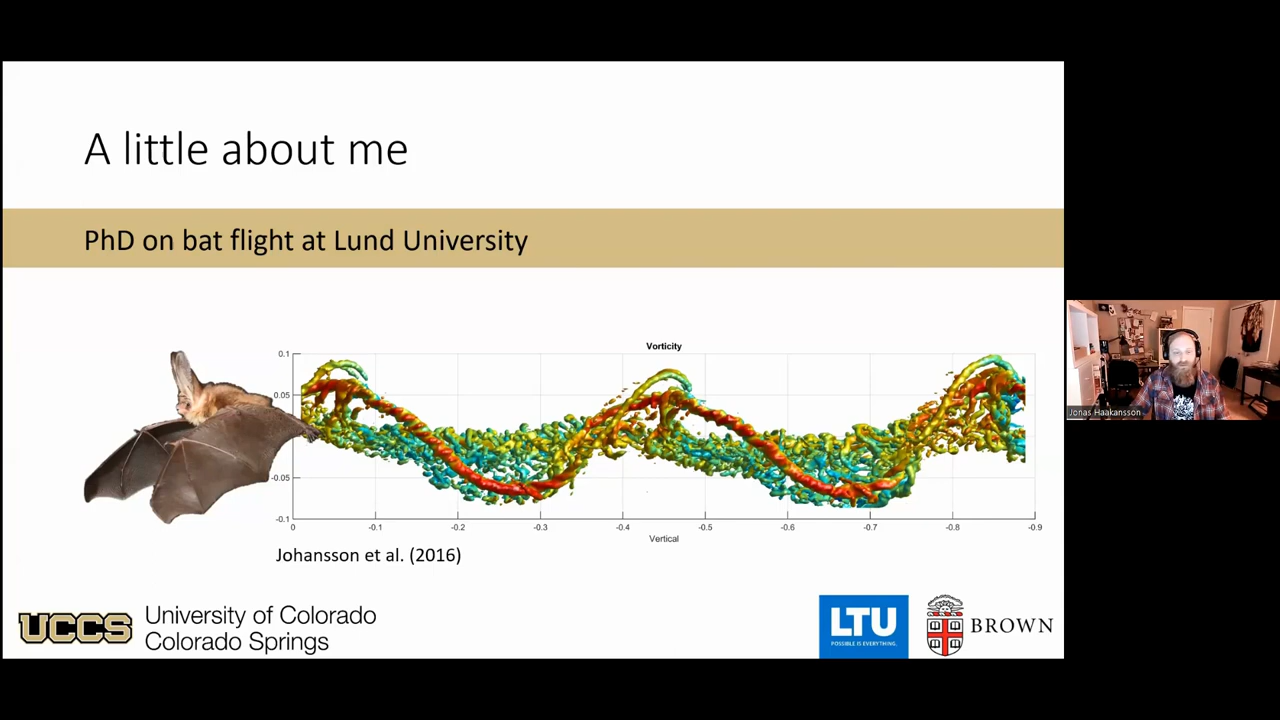 A little about me
PhD on bat flight at Lund University
Vorticity
0.1
0.05
-0.05
-0.1
0 -0.1 -0.2 -0.3 -0.4 -0.5 -0.6 -0.7 -0.8 -0.9
Vertical
Johansson et al. (2016)
UCCS
University of Colorado
Colorado Springs
LTU
POSSIBLE IS EVERYTHING.
BROWN
Jonas Haakansson